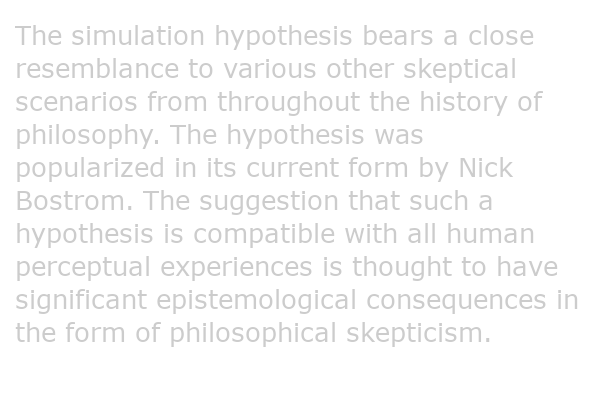 The simulation hypothesis bears a close
resemblance to various other skeptical
scenarios from throughout the history of
philosophy. The hypothesis was
popularized in its current form by Nick
Bostrom. The suggestion that such a
hypothesis is compatible with all human
perceptual experiences is thought to have
significant epistemological consequences in
the form of philosophical skepticism.